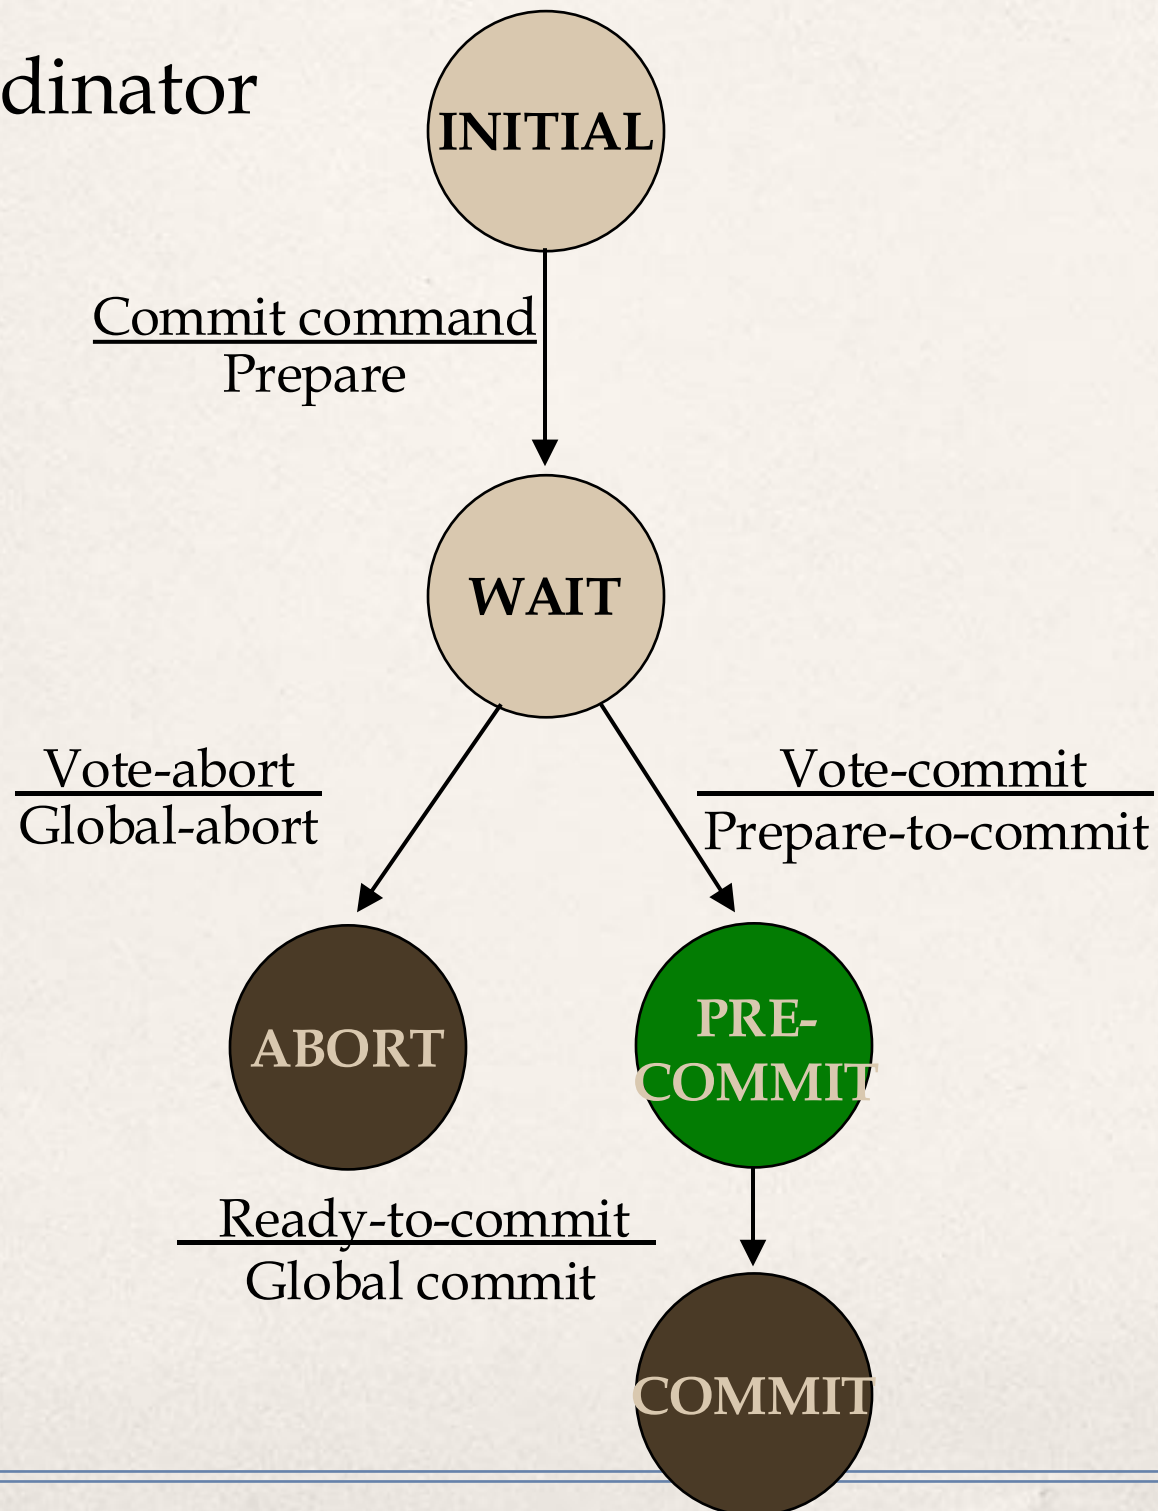 dinator
INITIAL
Commit command
Prepare
WAIT
Vote-abort
Global-abort
Vote-commit
Prepare-to-commit
ABORT
PRE-
COMMIT
Ready-to-commit
Global commit
COMMIT